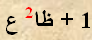 1 + ظا² ع